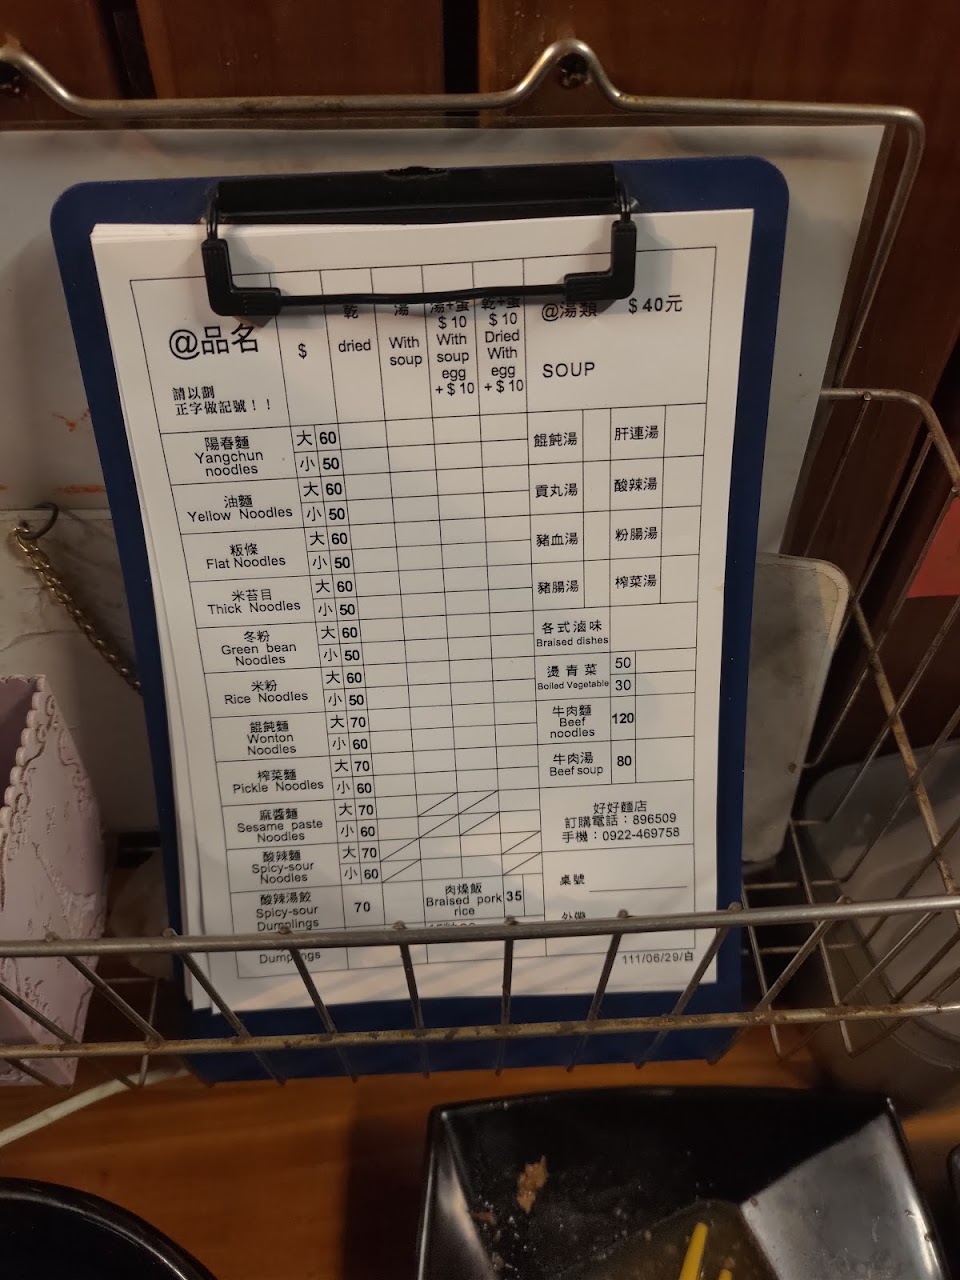 @品名
請以劃
正字做記號！！
$
乾
dried
湯
With
soup
湯+蛋
$ 10
With
soup
egg
+ $ 10
乾+蛋
$ 10
Dried
With
egg
+ $ 10
@湯類 $ 40元
SOUP
陽春麵
Yangchun
noodles
大 60
小 50
油麵
Yellow Noodles
大 60
小 50
粄條
Flat Noodles
大 60
小 50
米苔目
Thick Noodles
大 60
小 50
冬粉
Green bean
Noodles
大 60
小 50
米粉
Rice Noodles
大 60
小 50
餛飩麵
Wonton
Noodles
大 70
小 60
榨菜麵
Pickle Noodles
大 70
小 60
麻醬麵
Sesame paste
Noodles
大 70
小 60
酸辣麵
Spicy-sour
Noodles
大 70
小 60
酸辣湯餃
Spicy-sour
Dumplings
70
肉燥飯
Braised pork
rice
35
Dumplings
餛飩湯
肝連湯
貢丸湯
酸辣湯
豬血湯
粉腸湯
豬腸湯
榨菜湯
各式滷味
Braised dishes
燙青菜
Boiled Vegetable
50
30
牛肉麵
Beef
noodles
120
牛肉湯
Beef soup
80
好好麵店
訂購電話：896509
手機：0922-469758
桌號
外帶
111/06/29/白